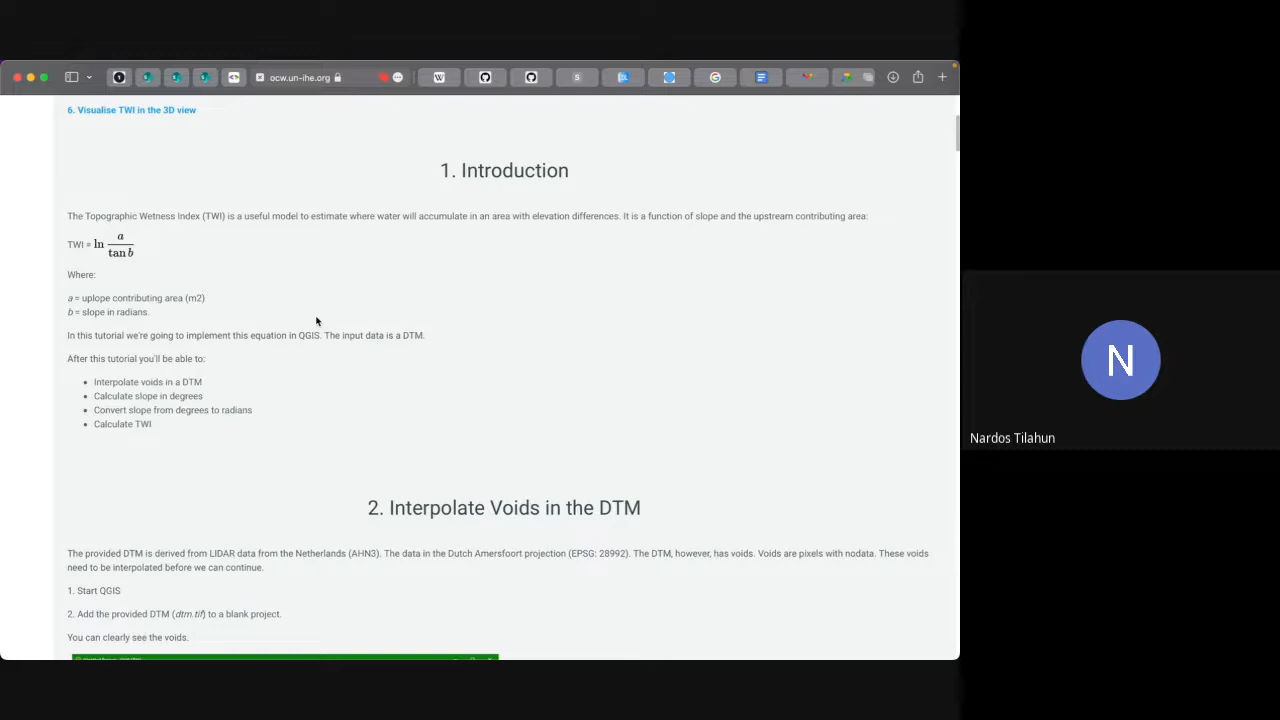 ocw.un-ihe.org
6. Visualise TWI in the 3D view
1. Introduction
The Topographic Wetness Index (TWI) is a useful model to estimate where water will accumulate in an area with elevation differences. It is a function of slope and the upstream contributing area:
TWI = ln a / tan b
Where:
a = uplope contributing area (m2)
b = slope in radians.
In this tutorial we're going to implement this equation in QGIS. The input data is a DTM.
After this tutorial you'll be able to:
• Interpolate voids in a DTM
• Calculate slope in degrees
• Convert slope from degrees to radians
• Calculate TWI
2. Interpolate Voids in the DTM
The provided DTM is derived from LIDAR data from the Netherlands (AHN3). The data in the Dutch Amersfoort projection (EPSG: 28992). The DTM, however, has voids. Voids are pixels with nodata. These voids
need to be interpolated before we can continue.
1. Start QGIS
2. Add the provided DTM (dtm.tif) to a blank project.
You can clearly see the voids.
N
Nardos Tilahun